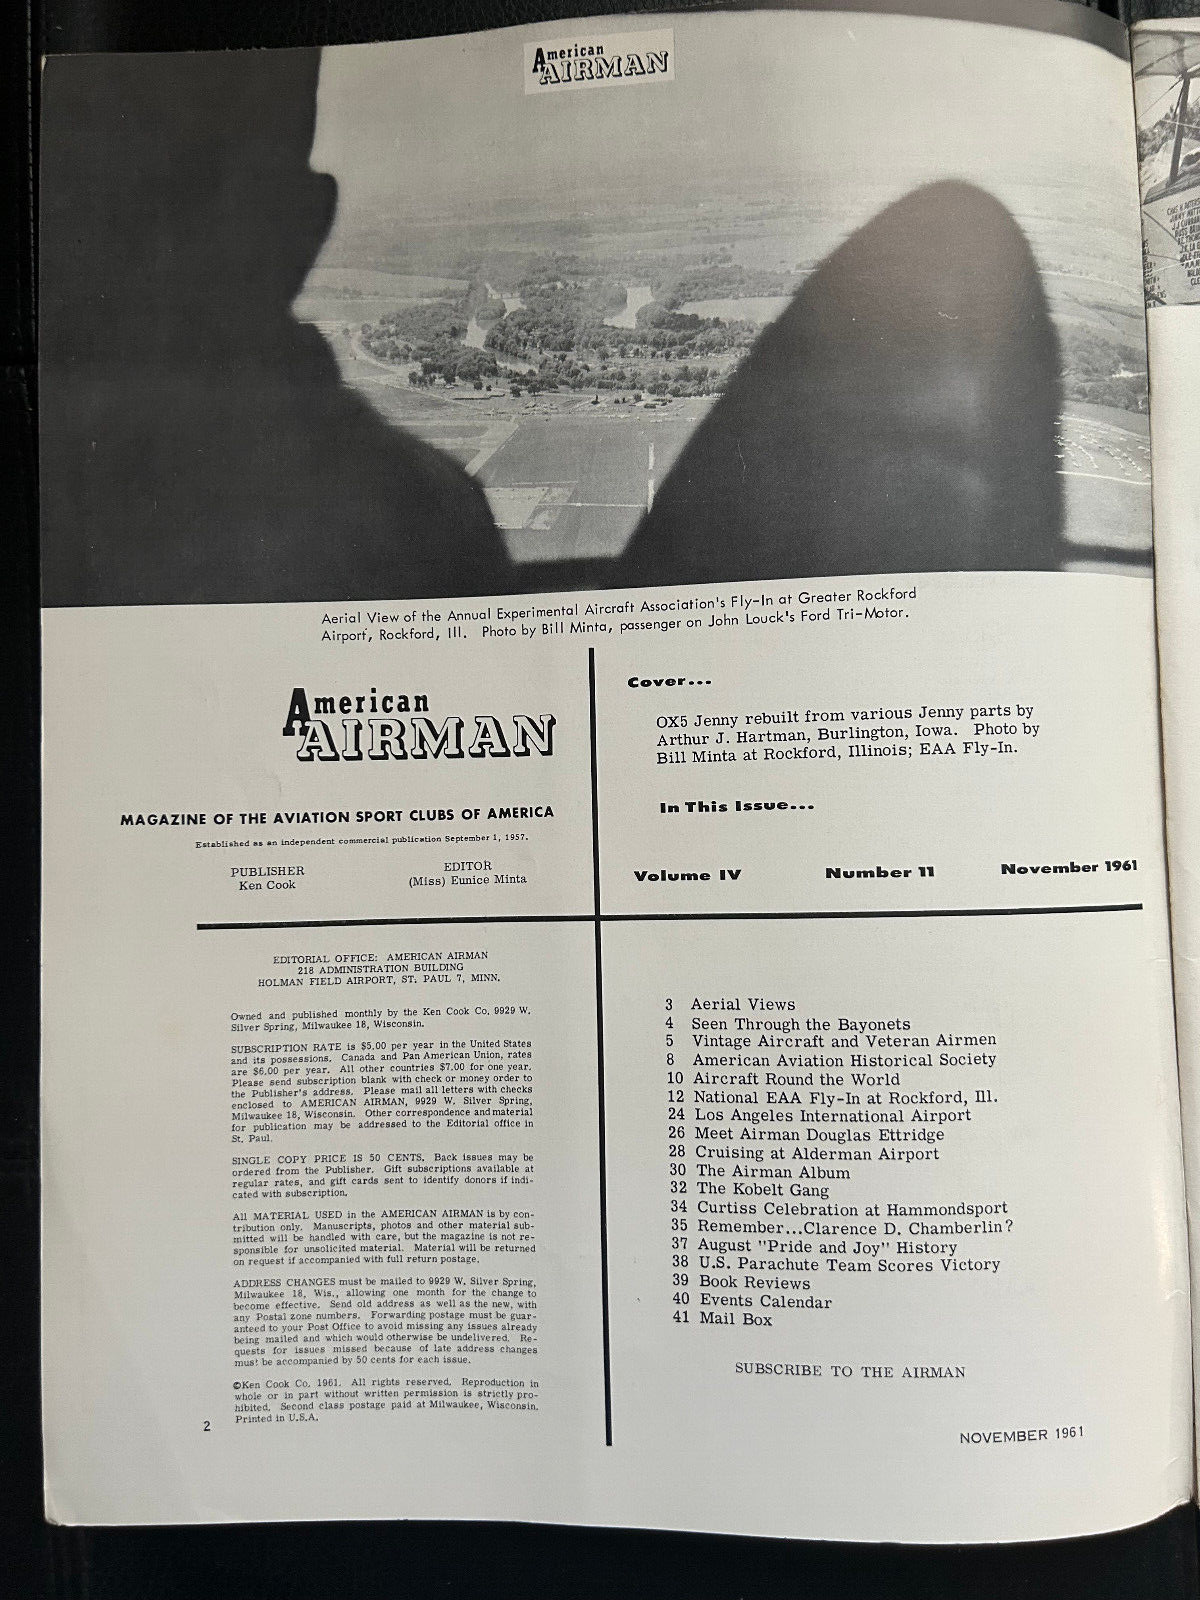 American
AIRMAN
Aerial View of the Annual Experimental Aircraft Association's Fly-In at Greater Rockford
Airport, Rockford, Ill. Photo by Bill Minta, passenger on John Louck's Ford Tri-Motor.
American
AIRMAN
MAGAZINE OF THE AVIATION SPORT CLUBS OF AMERICA
Established as an independent commercial publication September 1, 1957.
PUBLISHER
Ken Cook
EDITOR
(Miss) Eunice Minta
Cover...
OX5 Jenny rebuilt from various Jenny parts by
Arthur J. Hartman, Burlington, Iowa. Photo by
Bill Minta at Rockford, Illinois; EAA Fly-In.
In This Issue...
Volume IV Number 11 November 1961
EDITORIAL OFFICE: AMERICAN AIRMAN
218 ADMINISTRATION BUILDING
HOLMAN FIELD AIRPORT, ST. PAUL 7, MINN.
Owned and published monthly by the Ken Cook Co. 9929 W.
Silver Spring, Milwaukee 18, Wisconsin.
SUBSCRIPTION RATE is $5.00 per year in the United States
and its possessions. Canada and Pan American Union, rates
are $6.00 per year. All other countries $7.00 for one year.
Please send subscription blank with check or money order to
the Publisher's address. Please mail all letters with checks
enclosed to AMERICAN AIRMAN, 9929 W. Silver Spring,
Milwaukee 18, Wisconsin. Other correspondence and material
for publication may be addressed to the Editorial office in
St. Paul.
SINGLE COPY PRICE IS 50 CENTS. Back issues may be
ordered from the Publisher. Gift subscriptions available at
regular rates, and gift cards sent to identify donors if indi-
cated with subscription.
All MATERIAL USED in the AMERICAN AIRMAN is by con-
tribution only. Manuscripts, photos and other material sub-
mitted will be handled with care, but the magazine is not re-
sponsible for unsolicited material. Material will be returned
on request if accompanied with full return postage.
ADDRESS CHANGES must be mailed to 9929 W. Silver Spring,
Milwaukee 18, Wis., allowing one month for the change to
become effective. Send old address as well as the new, with
any Postal zone numbers. Forwarding postage must be guar-
anteed to your Post Office to avoid missing any issues already
being mailed and which would otherwise be undelivered. Re-
quests for issues missed because of late address changes
must be accompanied by 50 cents for each issue.
©Ken Cook Co. 1961. All rights reserved. Reproduction in
whole or in part without written permission is strictly pro-
hibited. Second class postage paid at Milwaukee, Wisconsin.
Printed in U.S.A.
2
3 Aerial Views
4 Seen Through the Bayonets
5 Vintage Aircraft and Veteran Airmen
8 American Aviation Historical Society
10 Aircraft Round the World
12 National EAA Fly-In at Rockford, Ill.
24 Los Angeles International Airport
26 Meet Airman Douglas Ettridge
28 Cruising at Alderman Airport
30 The Airman Album
32 The Kobelt Gang
34 Curtiss Celebration at Hammondsport
35 Remember...Clarence D. Chamberlin?
37 August "Pride and Joy" History
38 U.S. Parachute Team Scores Victory
39 Book Reviews
40 Events Calendar
41 Mail Box
SUBSCRIBE TO THE AIRMAN
NOVEMBER 1961